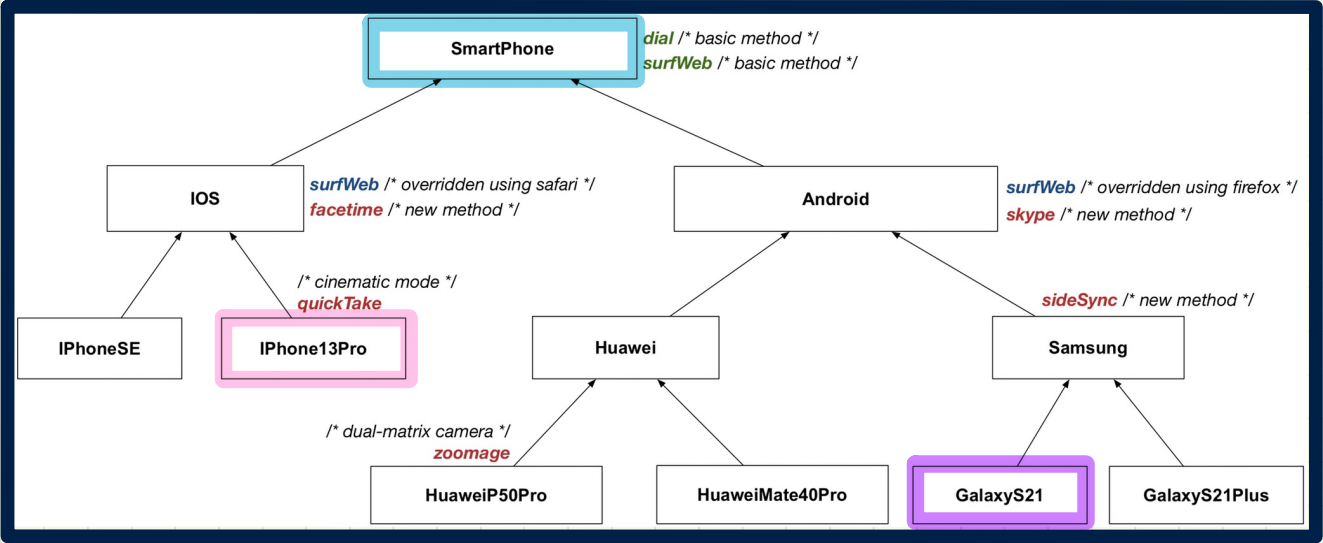 SmartPhone
dial /* basic method */
surfWeb /* basic method */
IOS
surfWeb /* overridden using safari */
facetime /* new method */
Android
surfWeb /* overridden using firefox */
skype /* new method */
/* cinematic mode */
quickTake
sideSync /* new method */
IPhoneSE
IPhone13Pro
Huawei
Samsung
/* dual-matrix camera */
zoomage
HuaweiP50Pro
HuaweiMate40Pro
GalaxyS21
GalaxyS21Plus